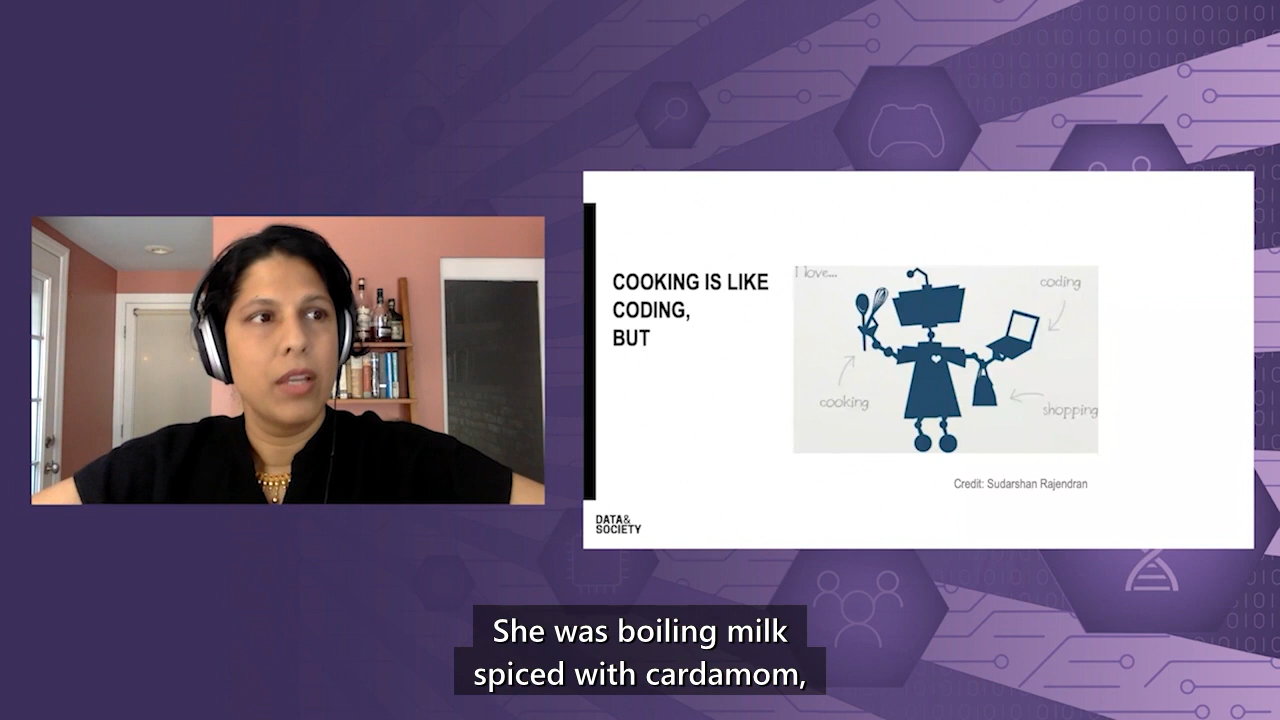 COOKING IS LIKE
CODING,
BUT
I love...
coding
cooking
shopping
Credit: Sudarshan Rajendran
DATA&
SOCIETY
She was boiling milk
spiced with cardamom,